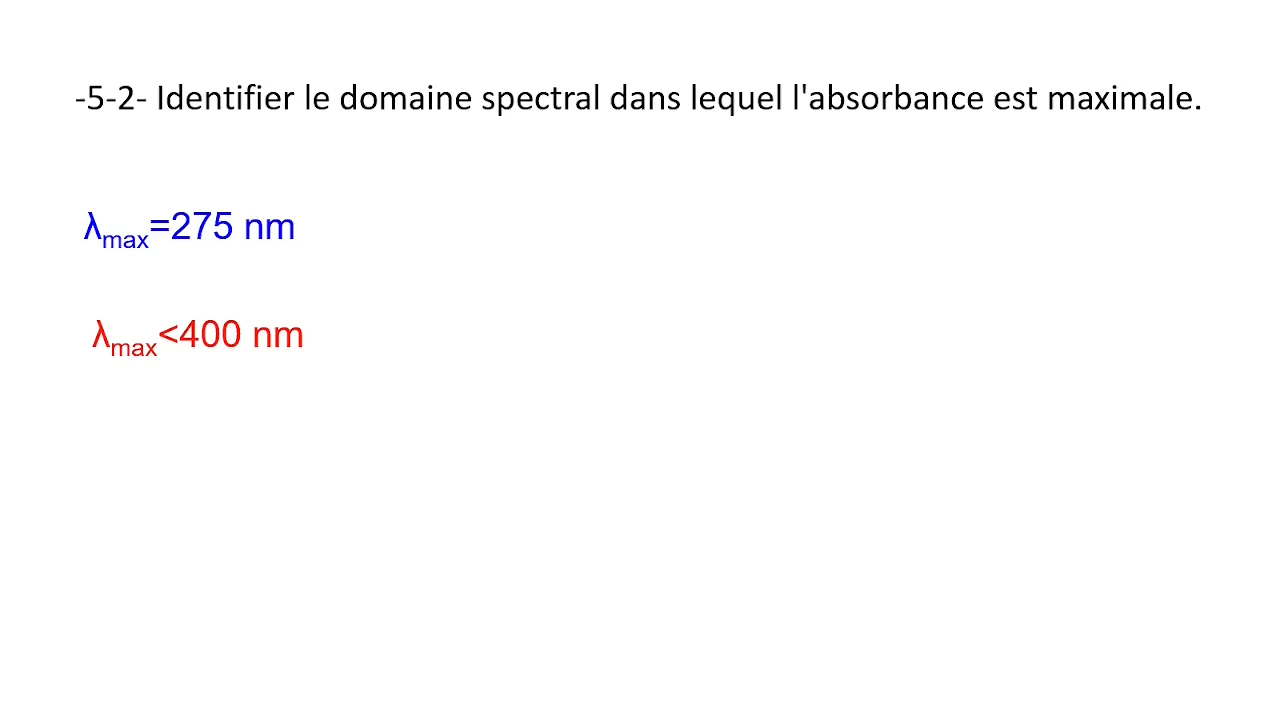 -5-2- Identifier le domaine spectral dans lequel l'absorbance est maximale.
λmax=275 nm
λmax<400 nm